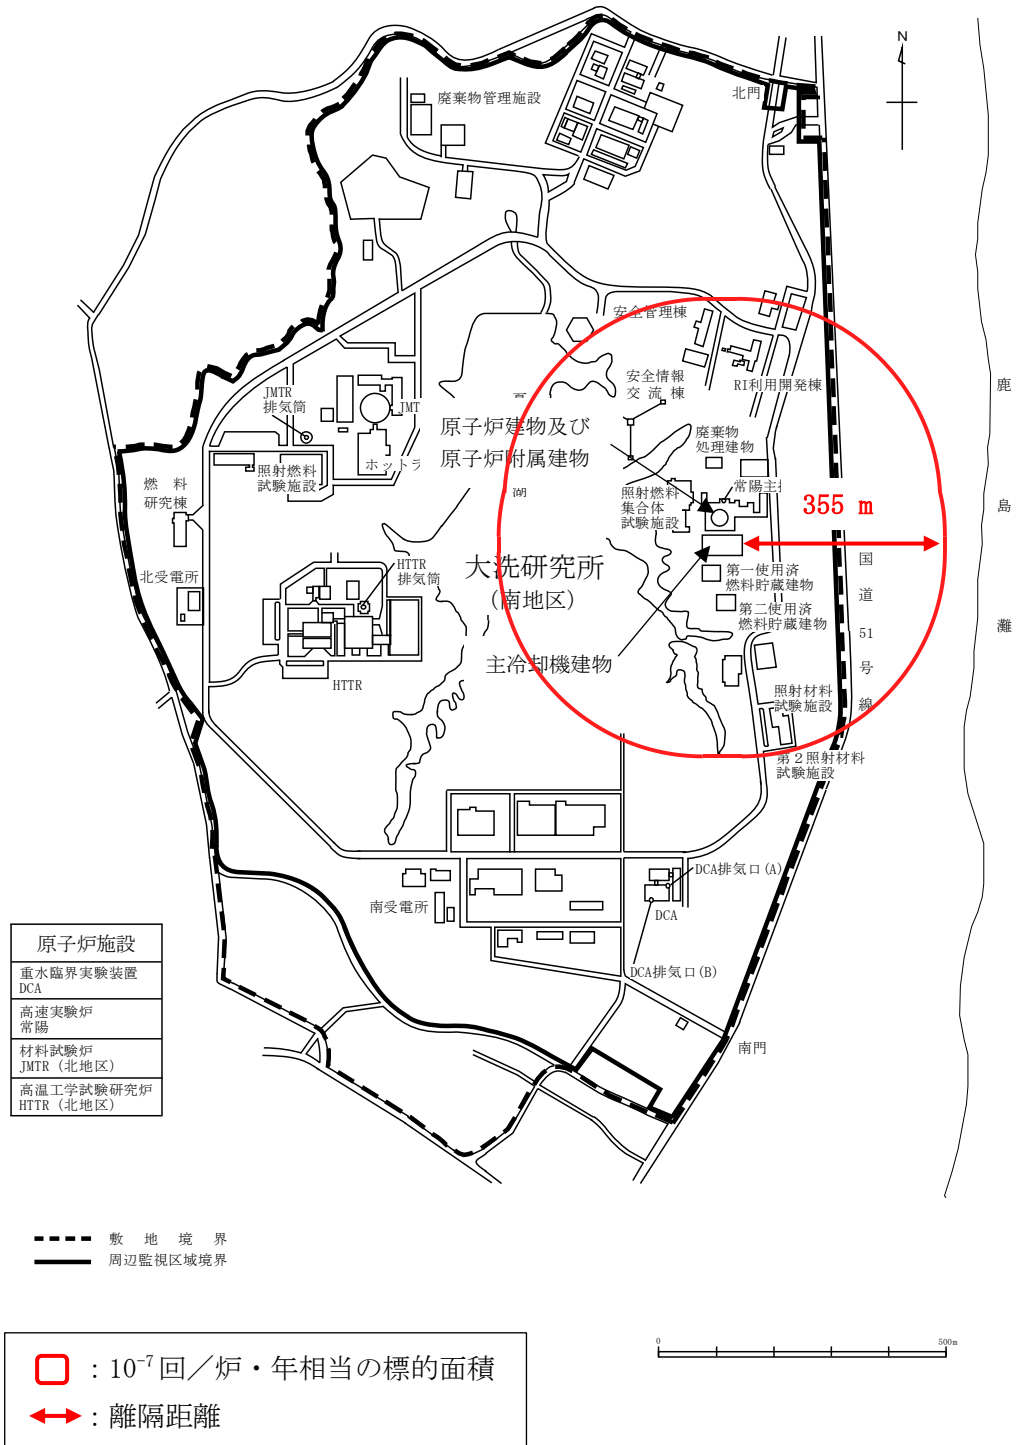 N
北門
廃棄物管理施設
安全管理棟
RI利用開発棟
安全情報
交 流 棟
鹿
島
灘
JMTR
排気筒
JMT
原子炉建物及び
原子炉附属建物
廃棄物
処理建物
常陽主
ホットラ
照射燃料
試験施設
湖
燃 料
研究棟
照射燃料
集合体
試験施設
355 m
北受電所
HTTR
排気筒
大洗研究所
(南地区)
第一使用済
燃料貯蔵建物
第二使用済
燃料貯蔵建物
国
道
51
号
線
主冷却機建物
HTTR
照射材料
試験施設
第2照射材料
試験施設
DCA排気口(A)
南受電所
DCA
DCA排気口(B)
南門
原子炉施設
重水臨界実験装置
DCA
高速実験炉
常陽
材料試験炉
JMTR (北地区)
高温工学試験研究炉
HTTR (北地区)
敷 地 境 界
周辺監視区域境界
0 500m
：10⁻⁷回／炉・年相当の標的面積
：離隔距離